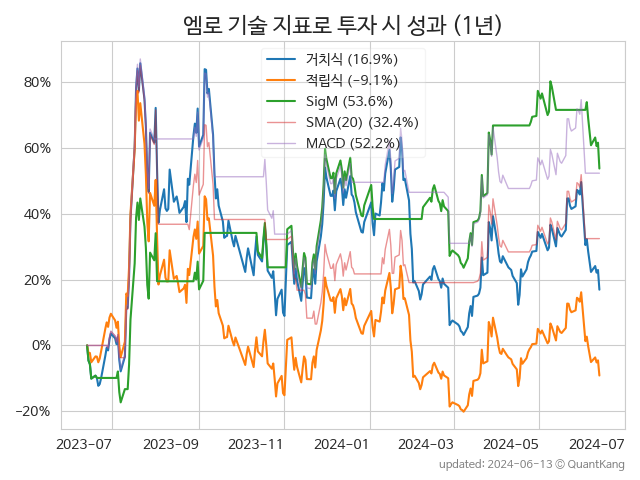 엠로 기술 지표로 투자 시 성과 (1년)
거치식 (16.9%)
적립식 (−9.1%)
SigM (53.6%)
SMA(20) (32.4%)
MACD (52.2%)
80%
60%
40%
20%
0%
−20%
2023-07 2023-09 2023-11 2024-01 2024-03 2024-05 2024-07
updated: 2024-06-13 © QuantKang